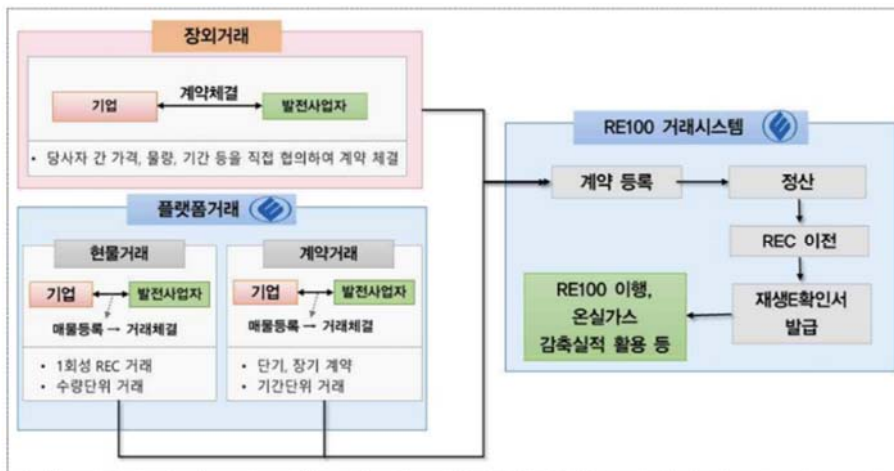 장외거래
계약체결
기업
발전사업자
• 당사자 간 가격, 물량, 기간 등을 직접 협의하여 계약 체결
플랫폼거래
현물거래
기업
발전사업자
매물등록 → 거래체결
• 1회성 REC 거래
• 수량단위 거래
계약거래
기업
발전사업자
매물등록 → 거래체결
• 단기, 장기 계약
• 기간단위 거래
RE100 거래시스템
계약 등록
정산
REC 이전
재생E확인서
발급
RE100 이행,
온실가스
감축실적 활용 등